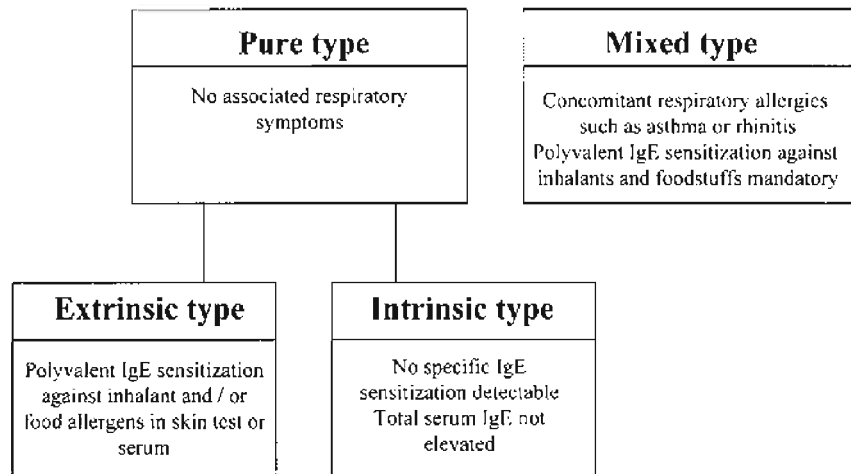 Pure type
No associated respiratory
symptoms
Mixed type
Concomitant respiratory allergies
such as asthma or rhinitis
Polyvalent IgE sensitization against
inhalants and foodstuffs mandatory
Extrinsic type
Polyvalent IgE sensitization
against inhalant and / or
food allergens in skin test or
serum
Intrinsic type
No specific IgE
sensitization detectable
Total serum IgE not
elevated